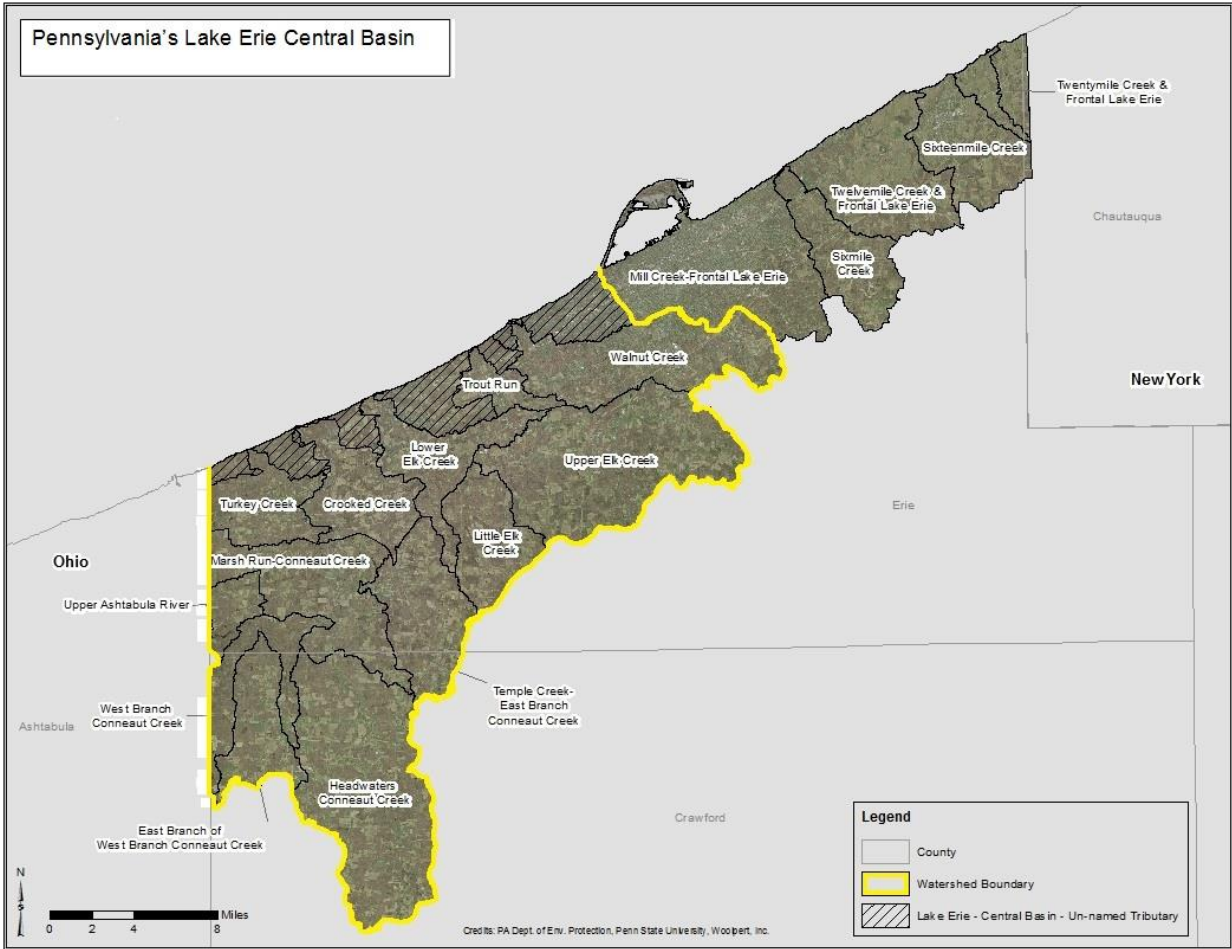 Pennsylvania's Lake Erie Central Basin
Twentymile Creek &
Frontal Lake Erie
Sixteenmile Creek
Twelvemile Creek &
Frontal Lake Erie
Chautauqua
Sixmile
Creek
Mill Creek-Frontal Lake Erie
Walnut Creek
New York
Trout Run
Lower
Elk Creek
Upper Elk Creek
Turkey Creek
Crooked Creek
Erie
Little Elk
Creek
Ohio
Marsh Run-Conneaut Creek
Upper Ashtabula River
Temple Creek-
East Branch
Conneaut Creek
West Branch
Conneaut Creek
Ashtabula
Headwaters
Conneaut Creek
Crawford
East Branch of
West Branch Conneaut Creek
Legend
County
Watershed Boundary
Lake Erie - Central Basin - Un-named Tributary
N
S
Miles
0 2 4 8
Credits: PA Dept. of Env. Protection, Penn State University, Woolpert, Inc.